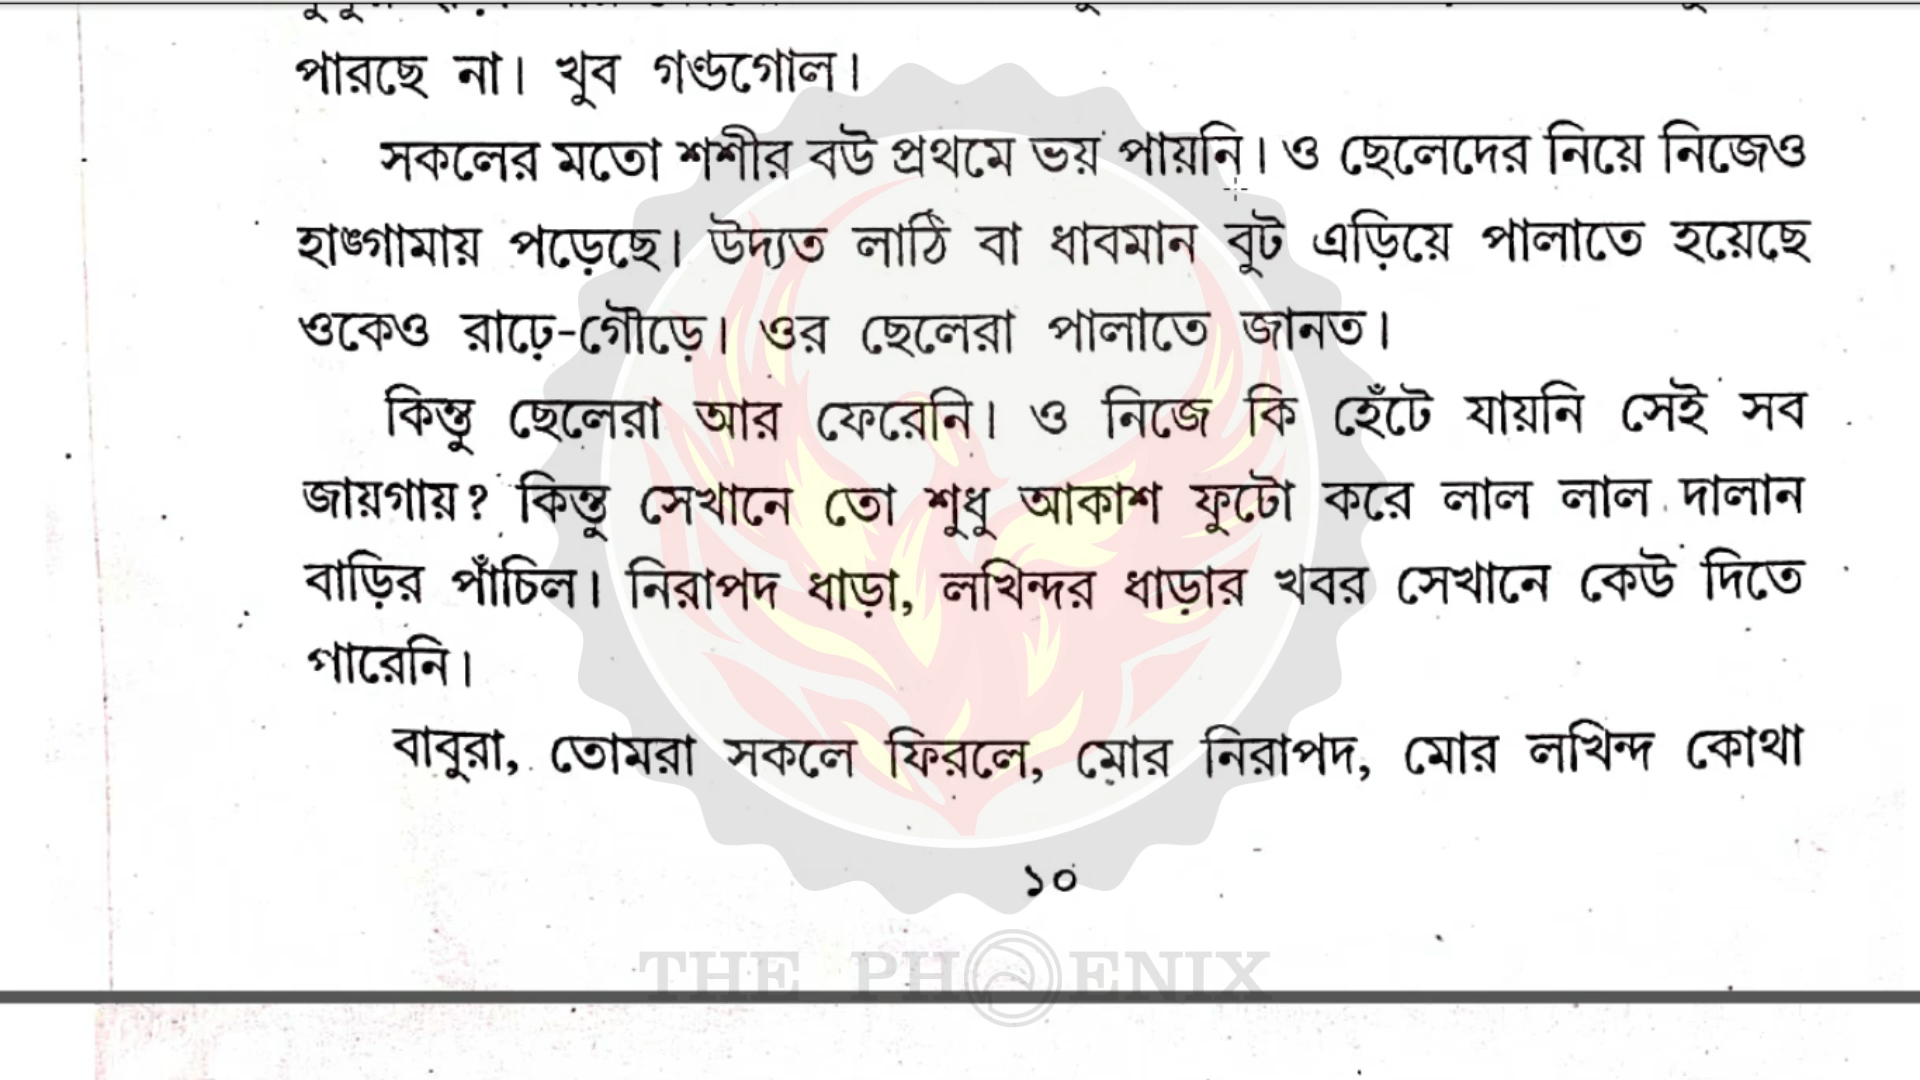 পারছে না। খুব গণ্ডগোল।
সকলের মতো শশীর বউ প্রথমে ভয় পায়নি। ও ছেলেদের নিয়ে নিজেও
হাঙ্গামায় পড়েছে। উদ্যত লাঠি বা ধাবমান বুট এড়িয়ে পালাতে হয়েছে
ওকেও রাঢ়ে-গৌড়ে। ওর ছেলেরা পালাতে জানত।
কিন্তু ছেলেরা আর ফেরেনি। ও নিজে কি হেঁটে যায়নি সেই সব
জায়গায়? কিন্তু সেখানে তো শুধু আকাশ ফুটো করে লাল লাল দালান
বাড়ির পাঁচিল। নিরাপদ ধাড়া, লখিন্দর ধাড়ার খবর সেখানে কেউ দিতে
পারেনি।
বাবুরা, তোমরা সকলে ফিরলে, মোর নিরাপদ, মোর লখিন্দ কোথা
১০
THE PHOENIX